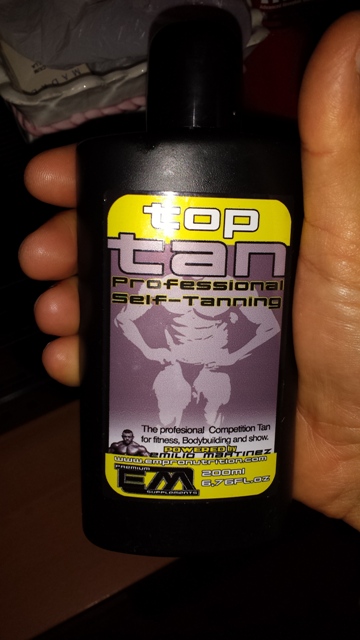 top
tan
Professional
Self-Tanning
The profesional Competition Tan
for fitness, Bodybuilding and show.
POWERED by
EMILIO MARTINEZ
www.empronutrition.com
PREMIUM
EM
SUPPLEMENTS
200ml
6.76FL.oz